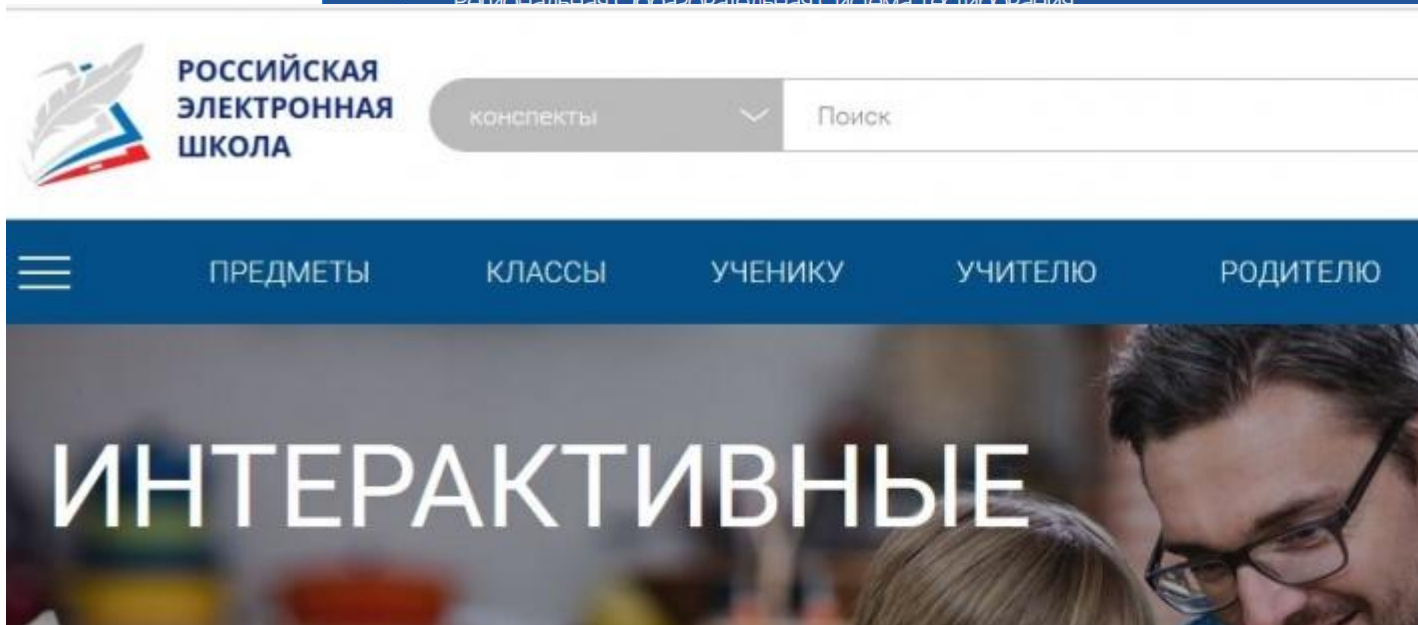 РОССИЙСКАЯ
ЭЛЕКТРОННАЯ
ШКОЛА
конспекты
Поиск
ПРЕДМЕТЫ КЛАССЫ УЧЕНИКУ УЧИТЕЛЮ РОДИТЕЛЮ
ИНТЕРАКТИВНЫЕ